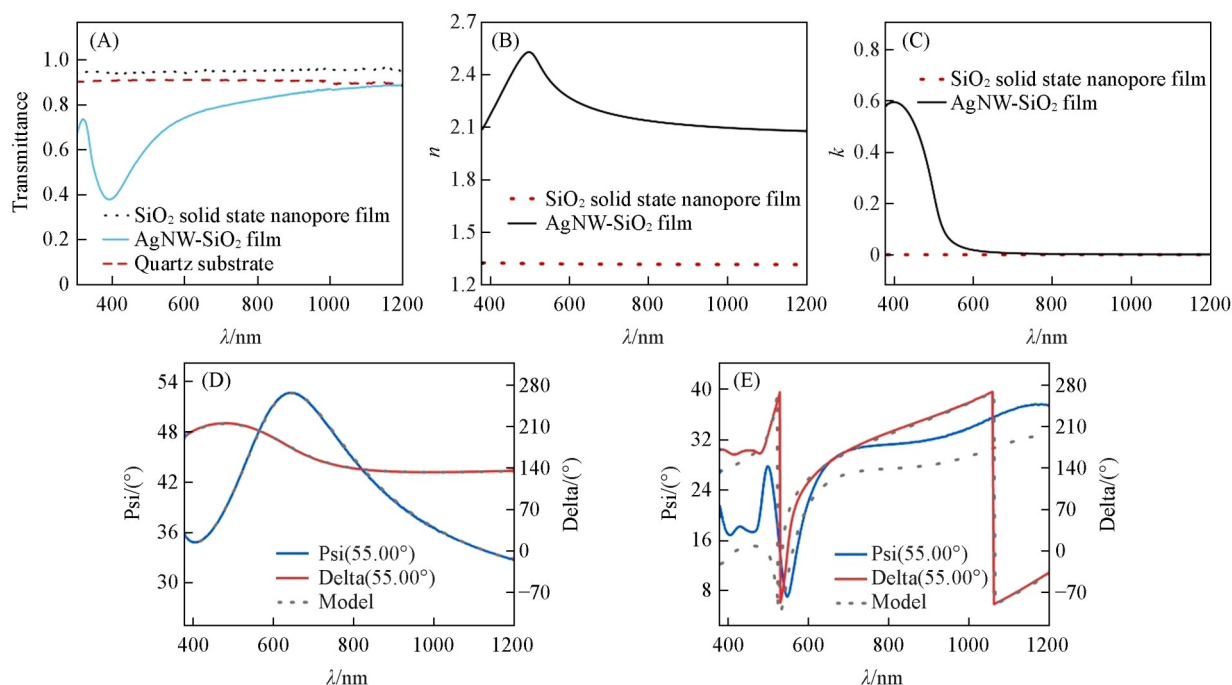 (A)
1.0
0.8
0.6
0.4
0.2
0
Transmittance
SiO₂ solid state nanopore film
AgNW-SiO₂ film
Quartz substrate
400 600 800 1000 1200
λ/nm
(B)
2.7
2.4
2.1
1.8
1.5
1.2
n
SiO₂ solid state nanopore film
AgNW-SiO₂ film
400 600 800 1000 1200
λ/nm
(C)
0.8
0.6
0.4
0.2
0
k
SiO₂ solid state nanopore film
AgNW-SiO₂ film
400 600 800 1000 1200
λ/nm
(D)
54
48
42
36
30
Psi/(°)
280
210
140
70
0
−70
Delta/(°)
Psi(55.00°)
Delta(55.00°)
Model
400 600 800 1000 1200
λ/nm
(E)
40
32
24
16
8
Psi/(°)
280
210
140
70
0
−70
Delta/(°)
Psi(55.00°)
Delta(55.00°)
Model
400 600 800 1000 1200
λ/nm